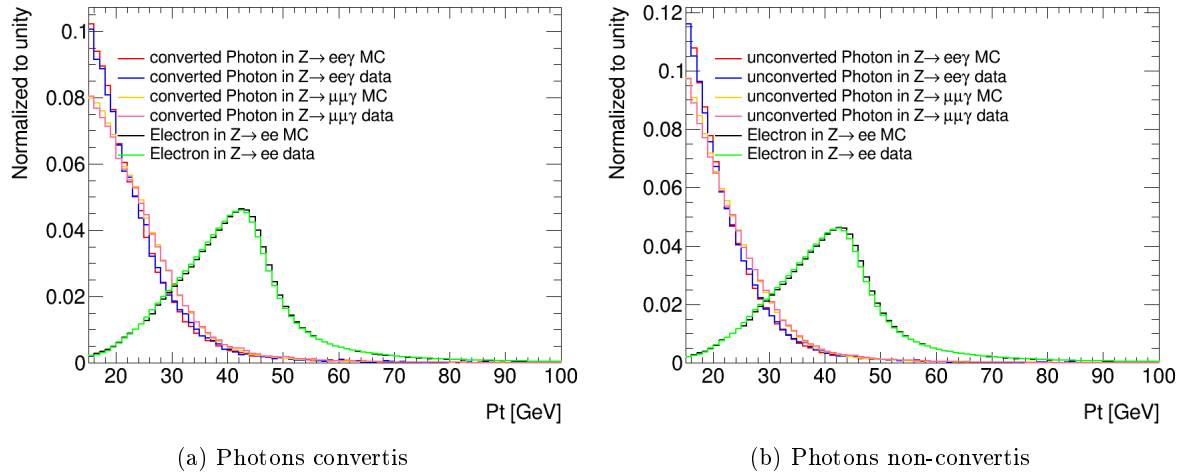 Normalized to unity
0.1
0.08
0.06
0.04
0.02
0
converted Photon in Z→ eeγ MC
converted Photon in Z→ eeγ data
converted Photon in Z→ μμγ MC
converted Photon in Z→ μμγ data
Electron in Z→ ee MC
Electron in Z→ ee data
20 30 40 50 60 70 80 90 100
Pt [GeV]
(a) Photons convertis
Normalized to unity
0.12
0.1
0.08
0.06
0.04
0.02
0
unconverted Photon in Z→ eeγ MC
unconverted Photon in Z→ eeγ data
unconverted Photon in Z→ μμγ MC
unconverted Photon in Z→ μμγ data
Electron in Z→ ee MC
Electron in Z→ ee data
20 30 40 50 60 70 80 90 100
Pt [GeV]
(b) Photons non-convertis